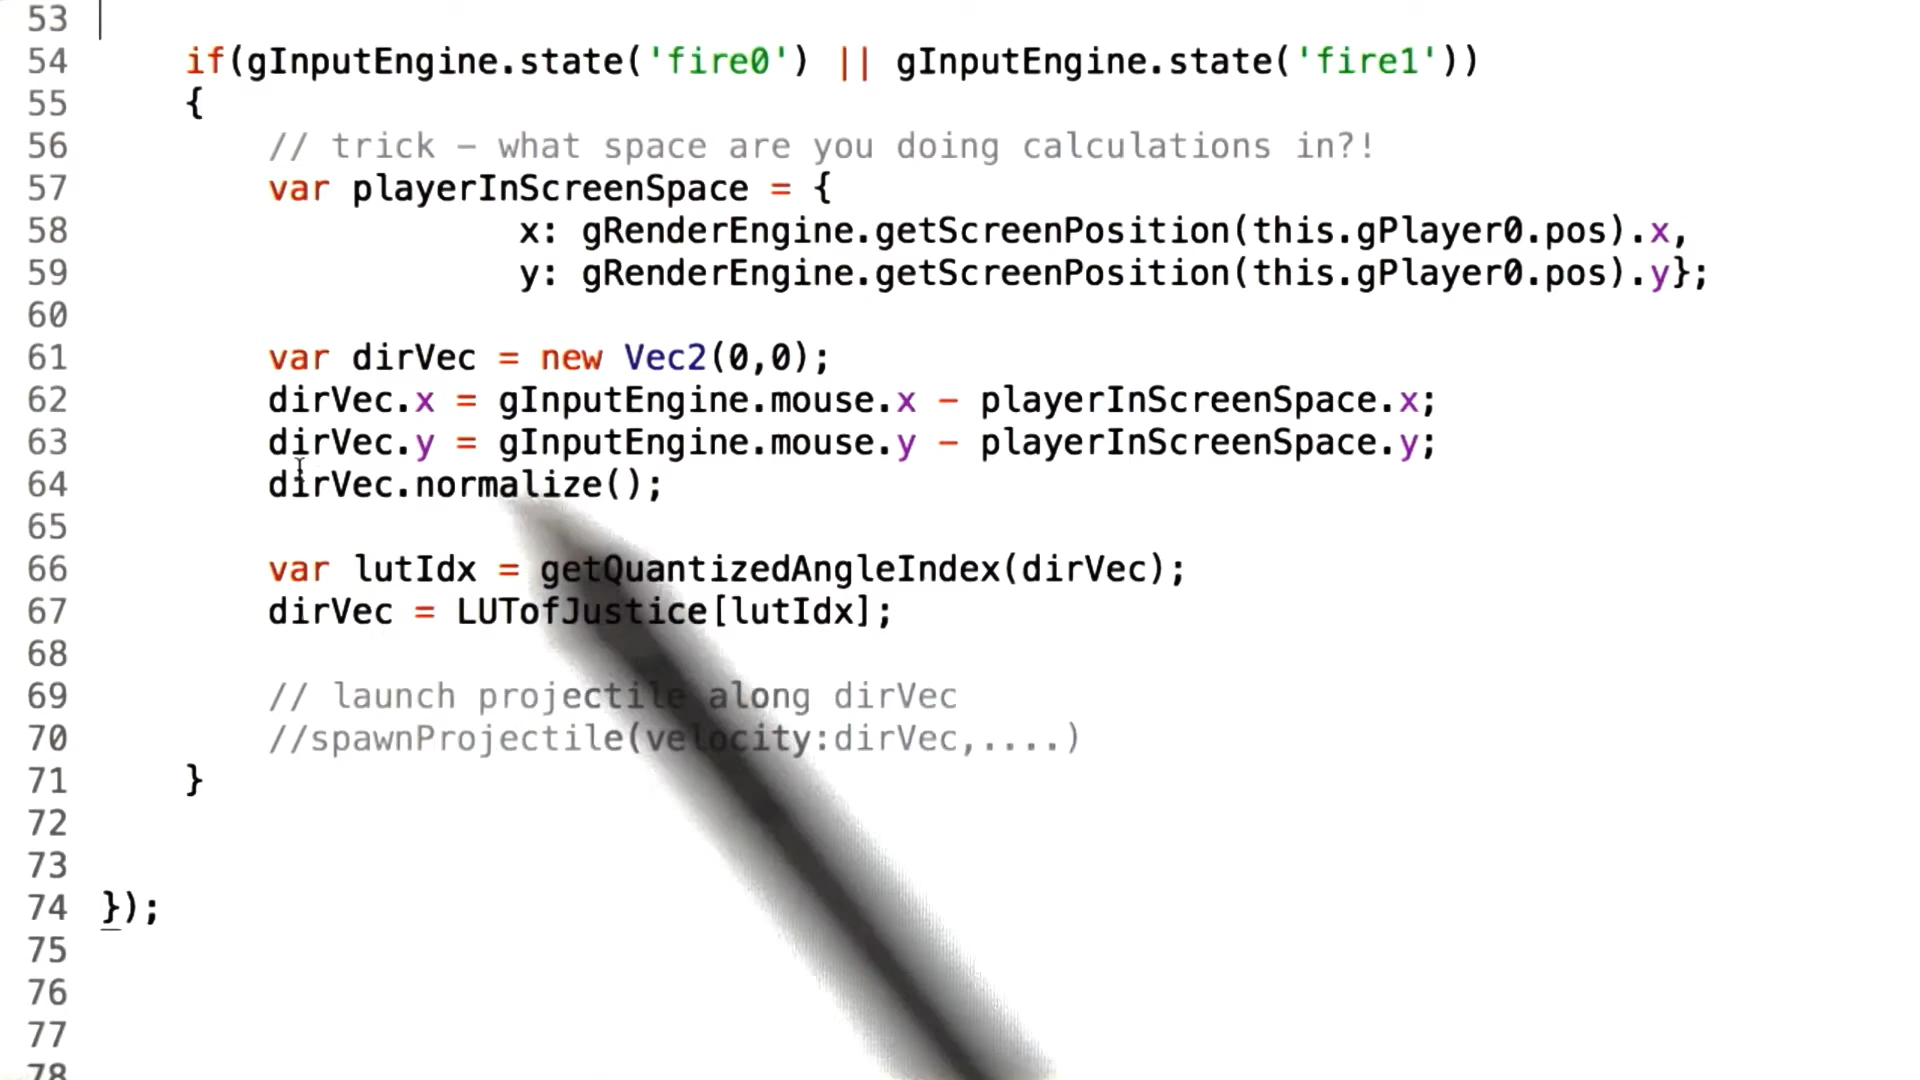 53
54 if(gInputEngine.state('fire0') || gInputEngine.state('fire1'))
55 {
56 // trick – what space are you doing calculations in?!
57 var playerInScreenSpace = {
58 x: gRenderEngine.getScreenPosition(this.gPlayer0.pos).x,
59 y: gRenderEngine.getScreenPosition(this.gPlayer0.pos).y};
60
61 var dirVec = new Vec2(0,0);
62 dirVec.x = gInputEngine.mouse.x – playerInScreenSpace.x;
63 dirVec.y = gInputEngine.mouse.y – playerInScreenSpace.y;
64 dirVec.normalize();
65
66 var lutIdx = getQuantizedAngleIndex(dirVec);
67 dirVec = LUTofJustice[lutIdx];
68
69 // launch projectile along dirVec
70 //spawnProjectile(velocity:dirVec,....)
71 }
72
73
74 });
75
76
77
78